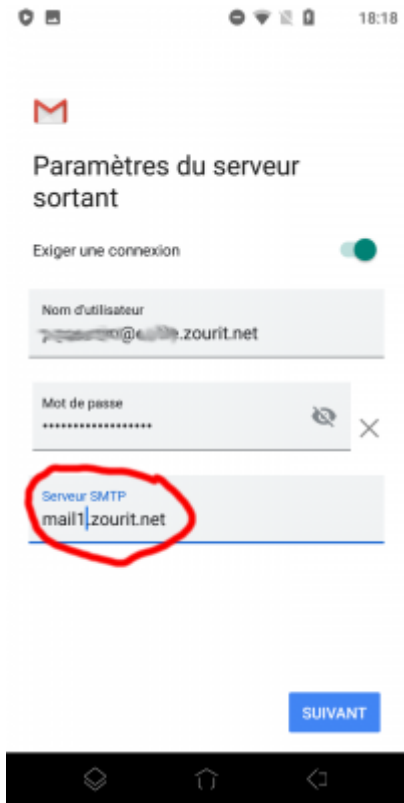 18:18
Paramètres du serveur
sortant
Exiger une connexion
Nom d'utilisateur
.zourit.net
Mot de passe
••••••••••••••••••
Serveur SMTP
mail1.zourit.net
SUIVANT